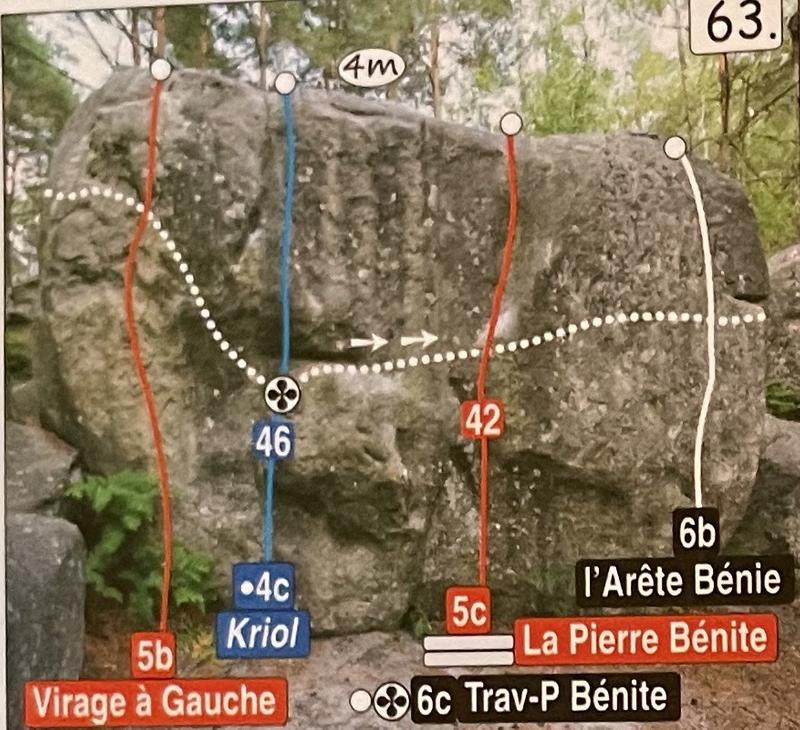 63.
4m
46
42
6b
•4c
l'Arête Bénie
5c
Kriol
La Pierre Bénite
5b
Virage à Gauche
6c Trav-P Bénite